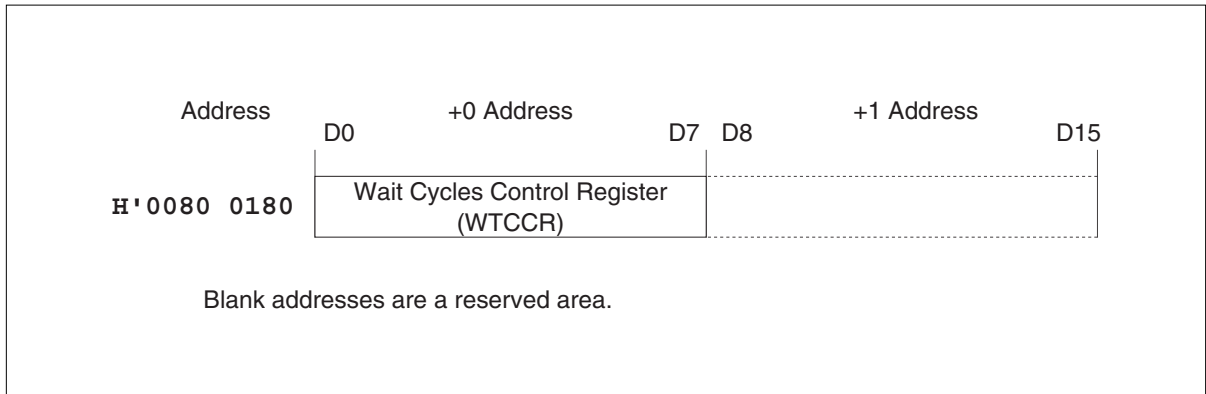 Address +0 Address +1 Address
D0 D7 D8 D15
H'0080 0180 Wait Cycles Control Register
(WTCCR)
Blank addresses are a reserved area.